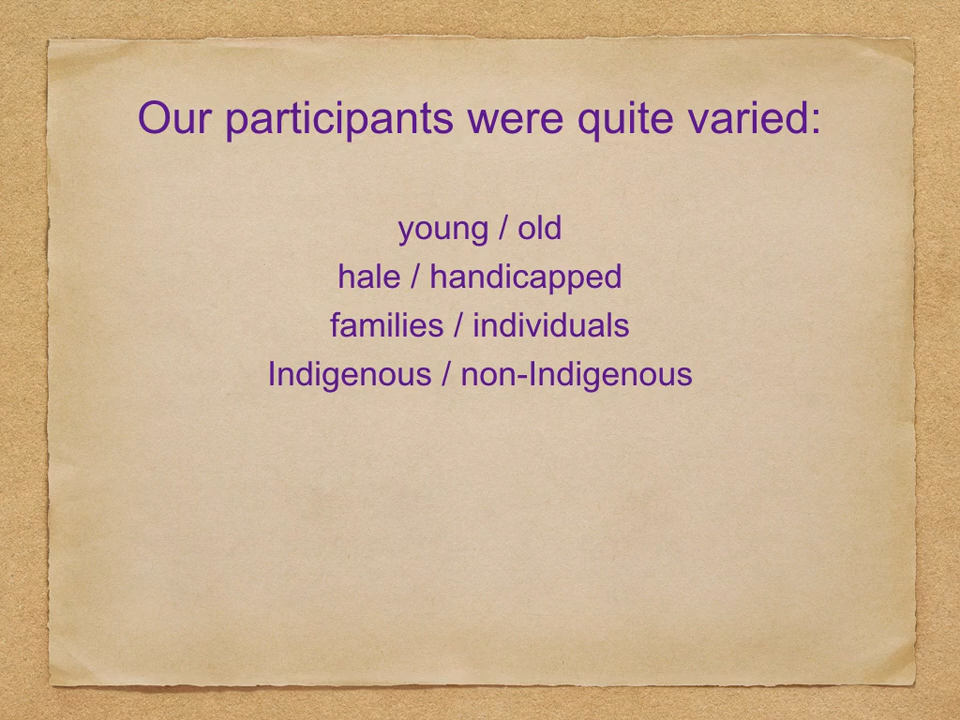 Our participants were quite varied:
young / old
hale / handicapped
families / individuals
Indigenous / non-Indigenous